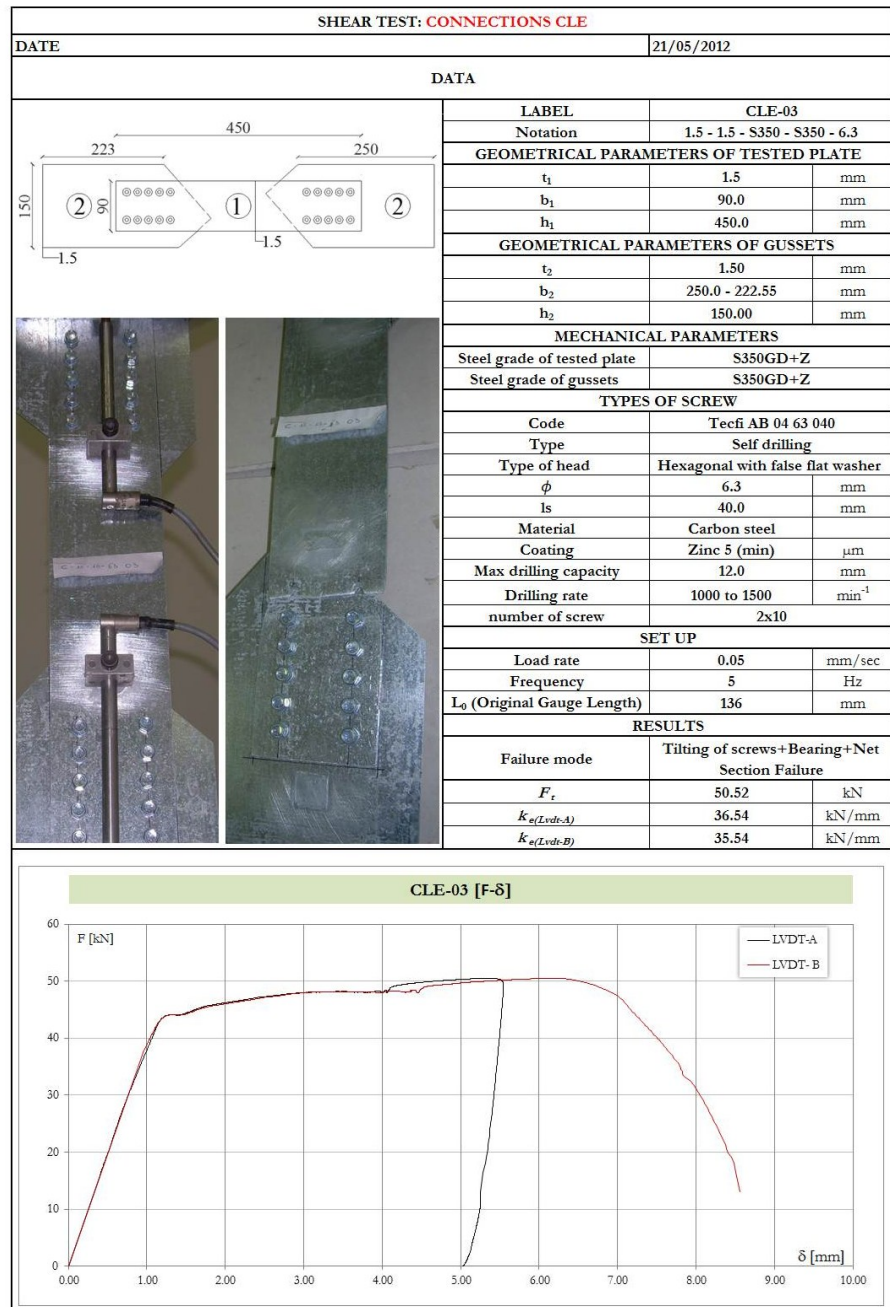 SHEAR TEST: CONNECTIONS CLE
DATE 21/05/2012
DATA
450
223 250
150
90
2 1 2
1.5 1.5
LABEL CLE-03
Notation 1.5 - 1.5 - S350 - S350 - 6.3
GEOMETRICAL PARAMETERS OF TESTED PLATE
t1 1.5 mm
b1 90.0 mm
h1 450.0 mm
GEOMETRICAL PARAMETERS OF GUSSETS
t2 1.50 mm
b2 250.0 - 222.55 mm
h2 150.00 mm
MECHANICAL PARAMETERS
Steel grade of tested plate S350GD+Z
Steel grade of gussets S350GD+Z
TYPES OF SCREW
Code Tecfi AB 04 63 040
Type Self drilling
Type of head Hexagonal with false flat washer
ϕ 6.3 mm
ls 40.0 mm
Material Carbon steel
Coating Zinc 5 (min) μm
Max drilling capacity 12.0 mm
Drilling rate 1000 to 1500 min-1
number of screw 2x10
SET UP
Load rate 0.05 mm/sec
Frequency 5 Hz
L0 (Original Gauge Length) 136 mm
RESULTS
Failure mode Tilting of screws+Bearing+Net
Section Failure
Ft 50.52 kN
ke(Lvdt-A) 36.54 kN/mm
ke(Lvdt-B) 35.54 kN/mm
CLE-03 [F-δ]
F [kN]
LVDT-A
LVDT- B
60
50
40
30
20
10
0
δ [mm]
0.00 1.00 2.00 3.00 4.00 5.00 6.00 7.00 8.00 9.00 10.00